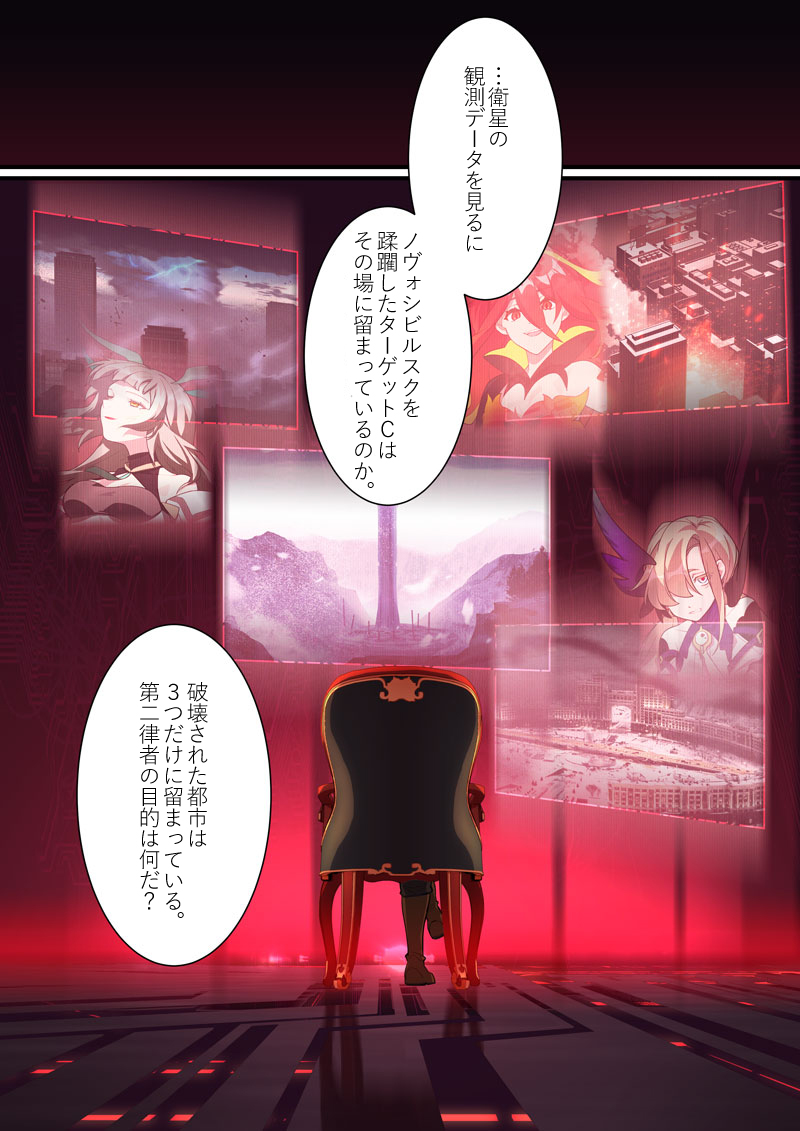 …衛星の
観測データを見るに
ノヴォシビルスクを
蹂躙したターゲットCは
その場に留まっているのか。
破壊された都市は
3つだけに留まっている。
第二律者の目的は何だ？